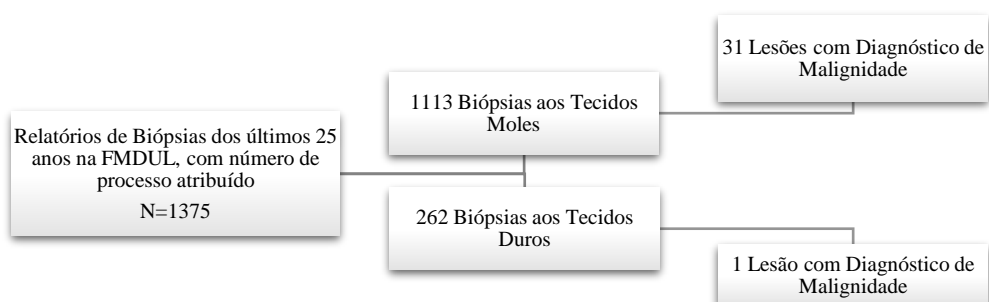 Relatórios de Biópsias dos últimos 25
anos na FMDUL, com número de
processo atribuído
N=1375
1113 Biópsias aos Tecidos
Moles
31 Lesões com Diagnóstico de
Malignidade
262 Biópsias aos Tecidos
Duros
1 Lesão com Diagnóstico de
Malignidade